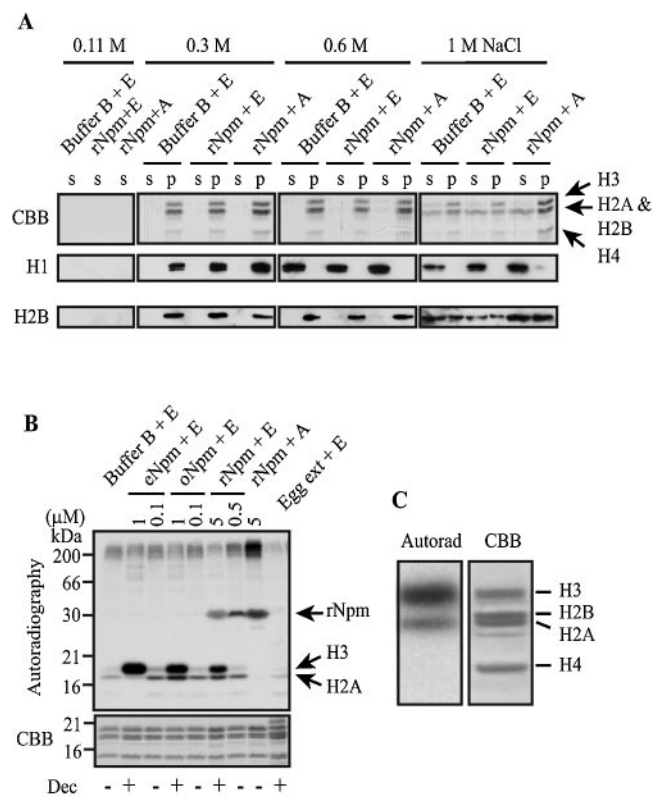 A
0.11 M 0.3 M 0.6 M 1 M NaCl
Buffer B + E rNpm+E rNpm+A Buffer B + E rNpm + E rNpm + A Buffer B + E rNpm + E rNpm + A Buffer B + E rNpm + E rNpm + A
s s s s p s p s p s p s p s p s p s p s p
CBB
H3
H2A &
H2B
H4
H1
H2B
B
Buffer B + E eNpm + E oNpm + E rNpm + E rNpm + A Egg ext + E
(µM) 1 0.1 1 0.1 5 0.5 5
kDa
200
66
30
21
16
Autoradiography
rNpm
H3
H2A
CBB
21
16
Dec - + - + - + - - +
C
Autorad CBB
H3
H2B
H2A
H4